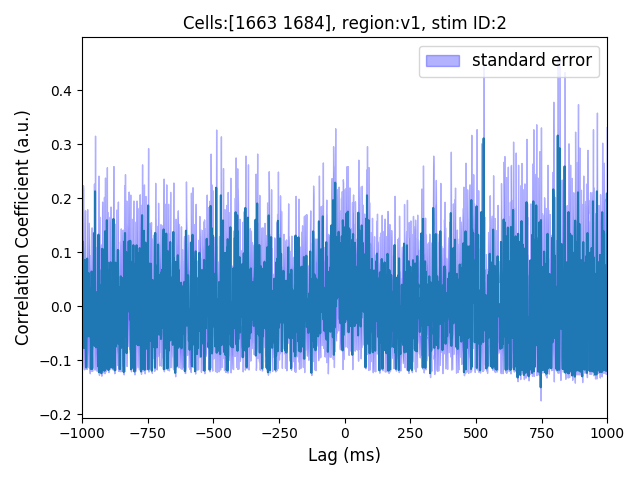 Cells:[1663 1684], region:v1, stim ID:2
standard error
Correlation Coefficient (a.u.)
0.4
0.3
0.2
0.1
0.0
−0.1
−0.2
−1000 −750 −500 −250 0 250 500 750 1000
Lag (ms)